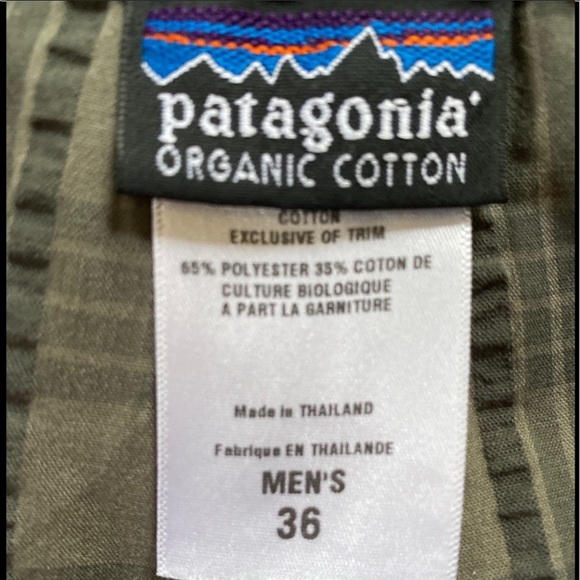 patagonia®
ORGANIC COTTON
COTTON
EXCLUSIVE OF TRIM
65% POLYESTER 35% COTON DE
CULTURE BIOLOGIQUE
A PART LA GARNITURE
Made in THAILAND
Fabrique EN THAILANDE
MEN'S
36